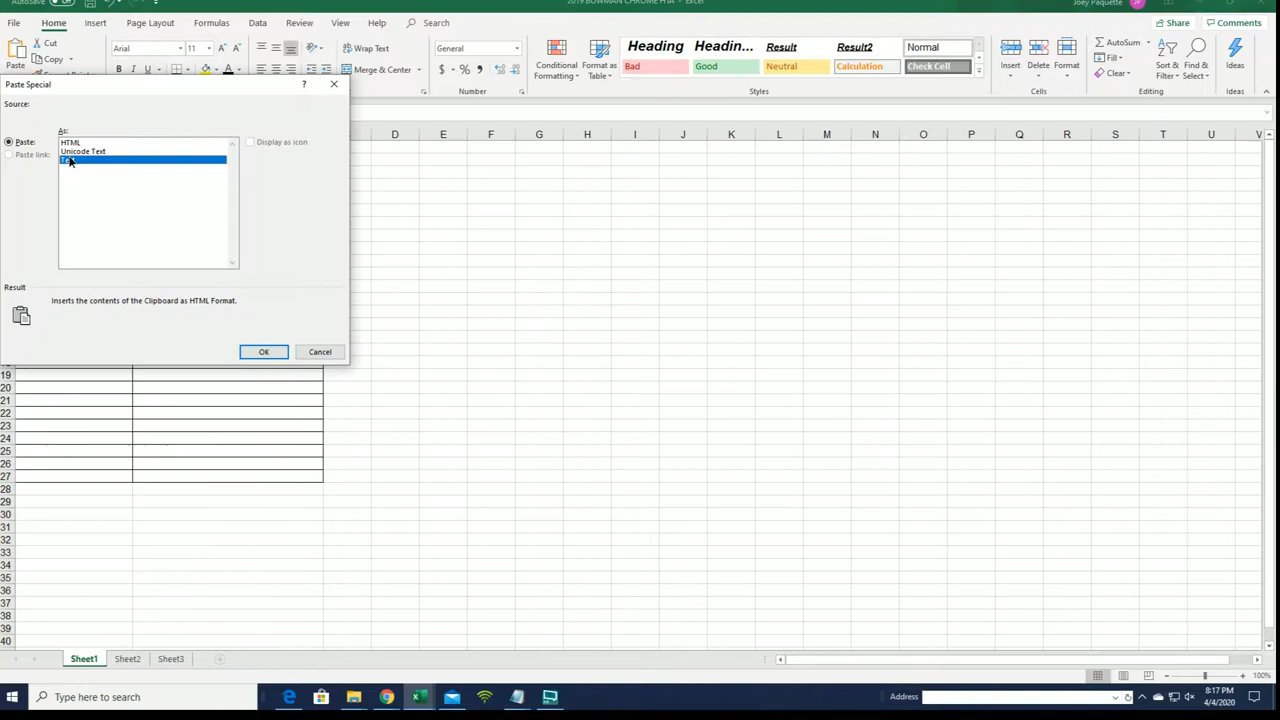 AutoSave
2019 BOWMAN CHROME HTA - Excel
Joey Paquette
JP
File Home Insert Page Layout Formulas Data Review View Help Search
Share Comments
Paste
Cut
Copy
Arial 11
B I U
Wrap Text
Merge & Center
General
Number
Conditional Formatting
Format as Table
Heading Headin... Result Result2 Normal
Bad Good Neutral Calculation Check Cell
Styles
Insert Delete Format
Cells
AutoSum
Fill
Clear
Sort & Filter
Find & Select
Editing
Ideas
Ideas
Paste Special
Source:
As:
Paste:
Paste link:
HTML
Unicode Text
Display as icon
Result
Inserts the contents of the Clipboard as HTML Format.
OK Cancel
D E F G H I J K L M N O P Q R S T U V
19
20
21
22
23
24
25
26
27
28
29
30
31
32
33
34
35
36
37
38
39
40
Sheet1 Sheet2 Sheet3
100%
Type here to search
Address
8:17 PM
4/4/2020